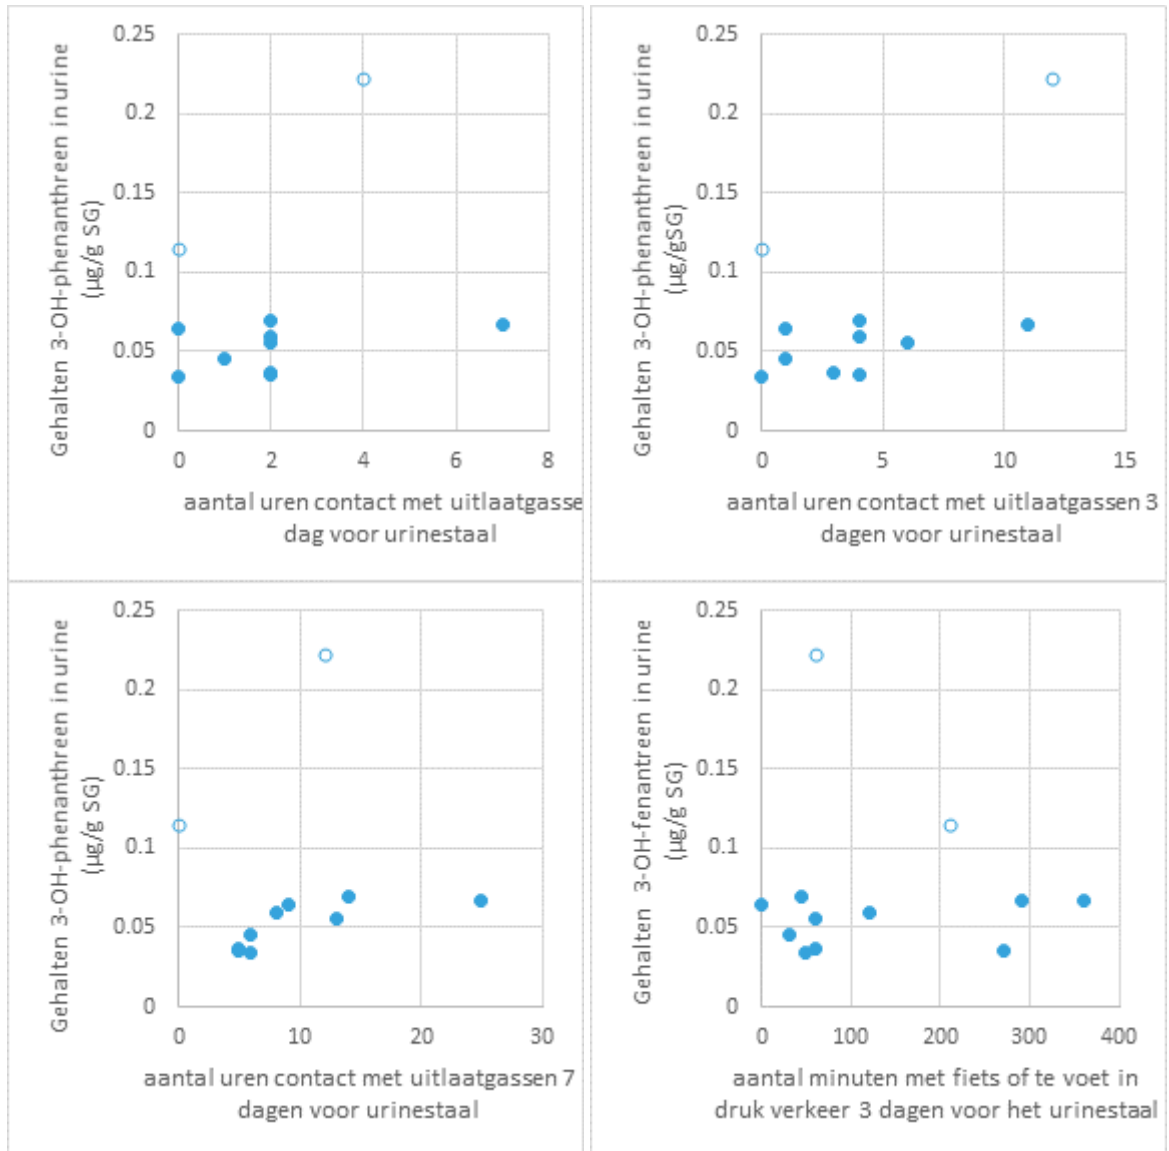 Gehalten 3-OH-phenanthreen in urine
(µg/g SG)
0.25
0.2
0.15
0.1
0.05
0
0 2 4 6 8
aantal uren contact met uitlaatgasse
dag voor urinestaal
Gehalten 3-OH-phenanthreen in urine
(µg/gSG)
0.25
0.2
0.15
0.1
0.05
0
0 5 10 15
aantal uren contact met uitlaatgassen 3
dagen voor urinestaal
Gehalten 3-OH-phenanthreen in urine
(µg/g SG)
0.25
0.2
0.15
0.1
0.05
0
0 10 20 30
aantal uren contact met uitlaatgassen 7
dagen voor urinestaal
Gehalten 3-OH-fenantreen in urine
(µg/g SG)
0.25
0.2
0.15
0.1
0.05
0
0 100 200 300 400
aantal minuten met fiets of te voet in
druk verkeer 3 dagen voor het urinestaal